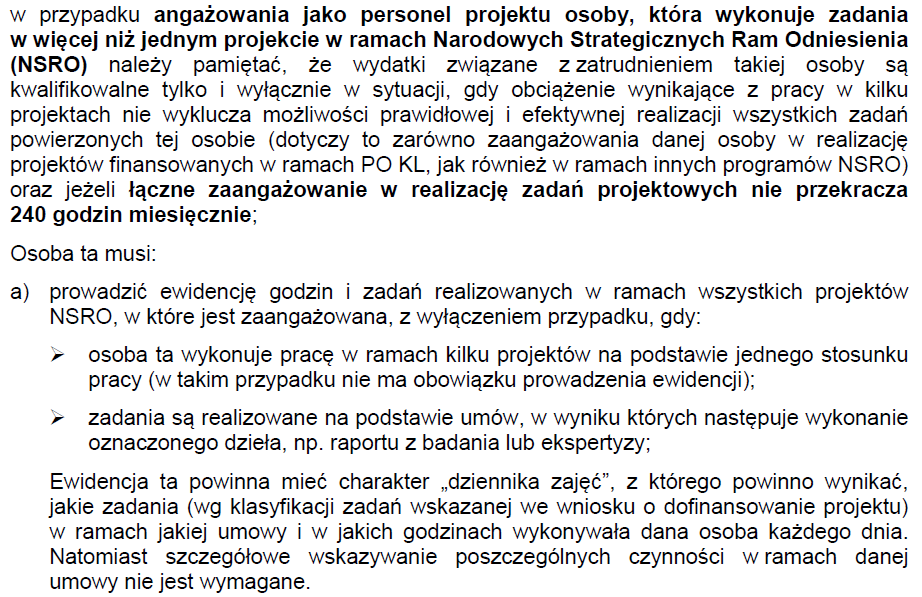 w przypadku angażowania jako personel projektu osoby, która wykonuje zadania
w więcej niż jednym projekcie w ramach Narodowych Strategicznych Ram Odniesienia
(NSRO) należy pamiętać, że wydatki związane z zatrudnieniem takiej osoby są
kwalifikowalne tylko i wyłącznie w sytuacji, gdy obciążenie wynikające z pracy w kilku
projektach nie wyklucza możliwości prawidłowej i efektywnej realizacji wszystkich zadań
powierzonych tej osobie (dotyczy to zarówno zaangażowania danej osoby w realizację
projektów finansowanych w ramach PO KL, jak również w ramach innych programów NSRO)
oraz jeżeli łączne zaangażowanie w realizację zadań projektowych nie przekracza
240 godzin miesięcznie;
Osoba ta musi:
a) prowadzić ewidencję godzin i zadań realizowanych w ramach wszystkich projektów
NSRO, w które jest zaangażowana, z wyłączeniem przypadku, gdy:
➢ osoba ta wykonuje pracę w ramach kilku projektów na podstawie jednego stosunku
pracy (w takim przypadku nie ma obowiązku prowadzenia ewidencji);
➢ zadania są realizowane na podstawie umów, w wyniku których następuje wykonanie
oznaczonego dzieła, np. raportu z badania lub ekspertyzy;
Ewidencja ta powinna mieć charakter „dziennika zajęć”, z którego powinno wynikać,
jakie zadania (wg klasyfikacji zadań wskazanej we wniosku o dofinansowanie projektu)
w ramach jakiej umowy i w jakich godzinach wykonywała dana osoba każdego dnia.
Natomiast szczegółowe wskazywanie poszczególnych czynności w ramach danej
umowy nie jest wymagane.